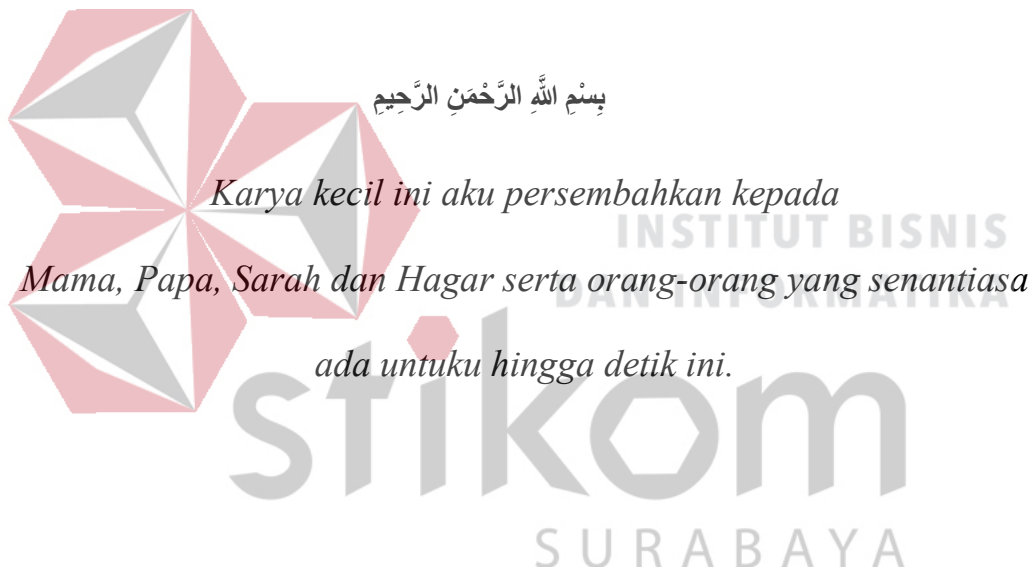 بِسْمِ اللَّهِ الرَّحْمَنِ الرَّحِيمِ
Karya kecil ini aku persembahkan kepada
INSTITUT BISNIS
Mama, Papa, Sarah dan Hagar serta orang-orang yang senantiasa
DAN INFORMATIKA
ada untuku hingga detik ini.
stikom
SURABAYA